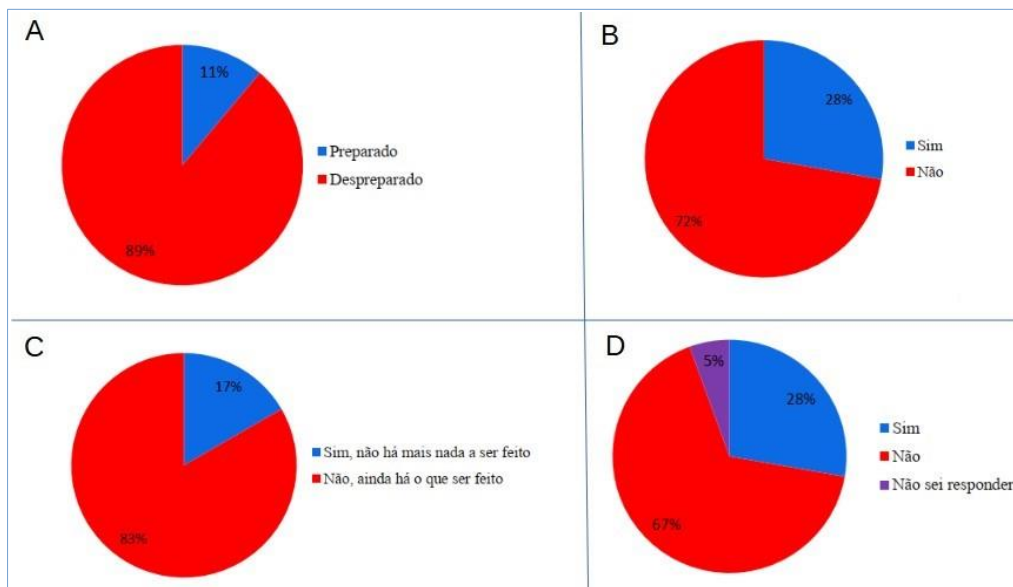 A
11%
Preparado
Despreparado
89%
B
28%
Sim
Não
72%
C
17%
Sim, não há mais nada a ser feito
Não, ainda há o que ser feito
83%
D
5%
28%
Sim
Não
Não sei responder
67%